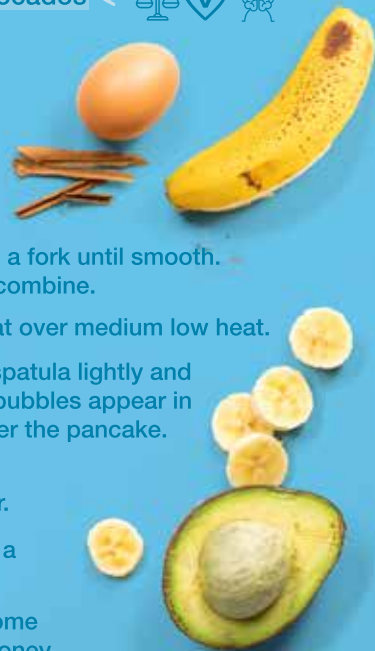 a fork until smooth.
combine.
at over medium low heat.
spatula lightly and
bubbles appear in
er the pancake.
r.
a
ome